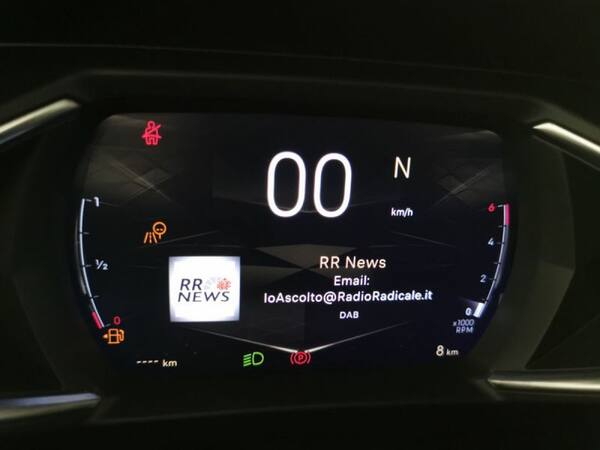 00
N
km/h
1
1/2
0
6
4
2
0
x1000
RPM
RR
NEWS
RR News
Email:
IoAscolto@RadioRadicale.it
DAB
---- km
P
8 km